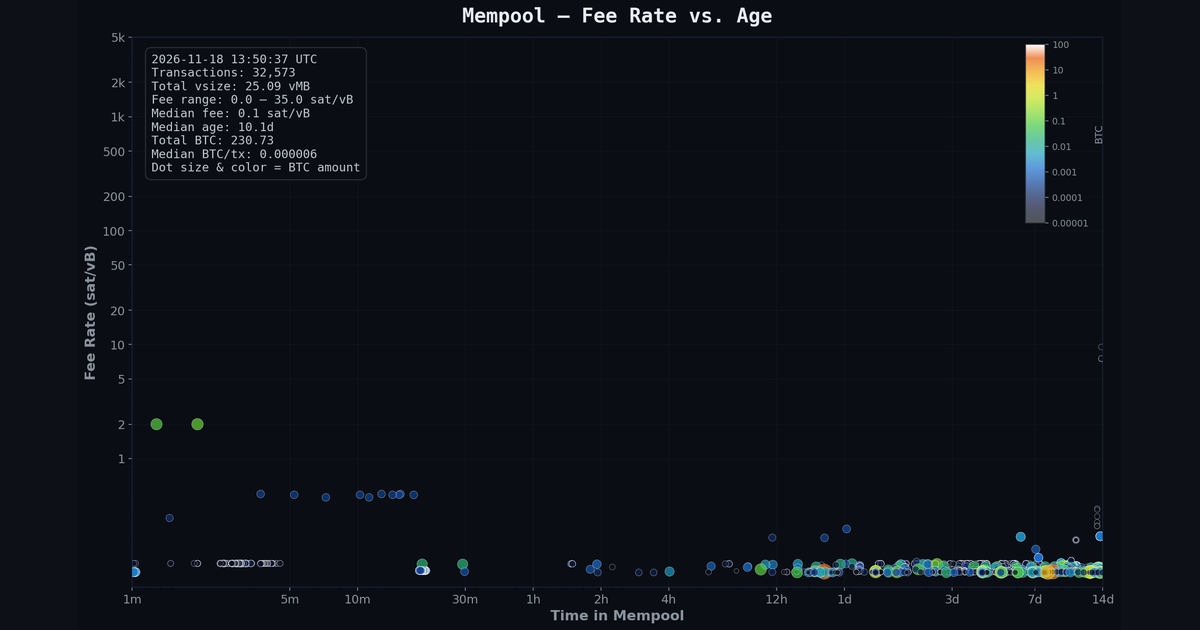 Mempool — Fee Rate vs. Age
2026-11-18 13:50:37 UTC
Transactions: 32,573
Total vsize: 25.09 vMB
Fee range: 0.0 — 35.0 sat/vB
Median fee: 0.1 sat/vB
Median age: 10.1d
Total BTC: 230.73
Median BTC/tx: 0.000006
Dot size & color = BTC amount
100
10
1
0.1
0.01
0.001
0.0001
0.00001
BTC
Fee Rate (sat/vB)
5k
2k
1k
500
200
100
50
20
10
5
2
1
1m
5m
10m
30m
1h
2h
4h
12h
1d
3d
7d
14d
Time in Mempool